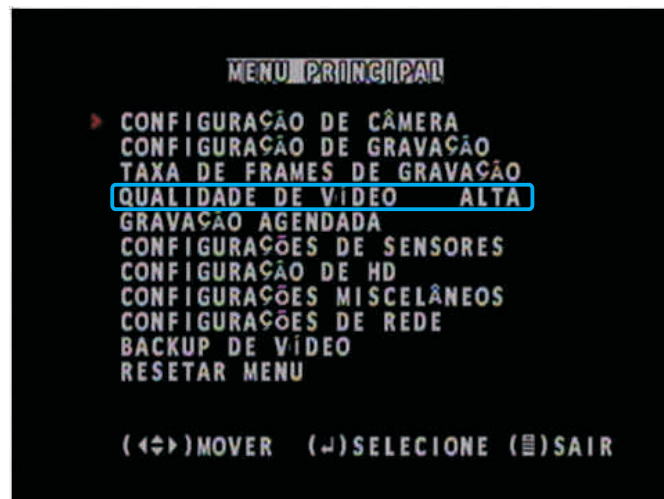 MENU PRINCIPAL
CONFIGURAÇÃO DE CÂMERA
CONFIGURAÇÃO DE GRAVAÇÃO
TAXA DE FRAMES DE GRAVAÇÃO
QUALIDADE DE VÍDEO ALTA
GRAVAÇÃO AGENDADA
CONFIGURAÇÕES DE SENSORES
CONFIGURAÇÃO DE HD
CONFIGURAÇÕES MISCELÂNEOS
CONFIGURAÇÕES DE REDE
BACKUP DE VÍDEO
RESETAR MENU
()MOVER (↵)SELECIONE ()SAIR